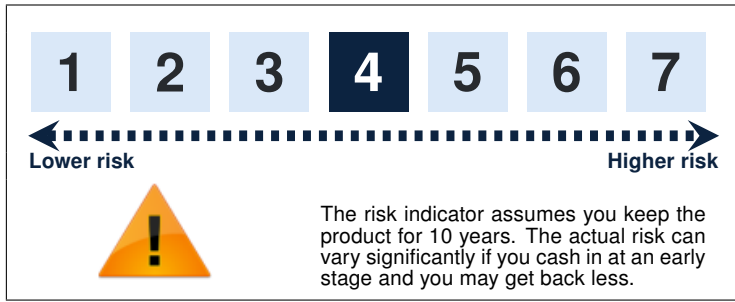 1 2 3 4 5 6 7
Lower risk Higher risk
!
The risk indicator assumes you keep the
product for 10 years. The actual risk can
vary significantly if you cash in at an early
stage and you may get back less.